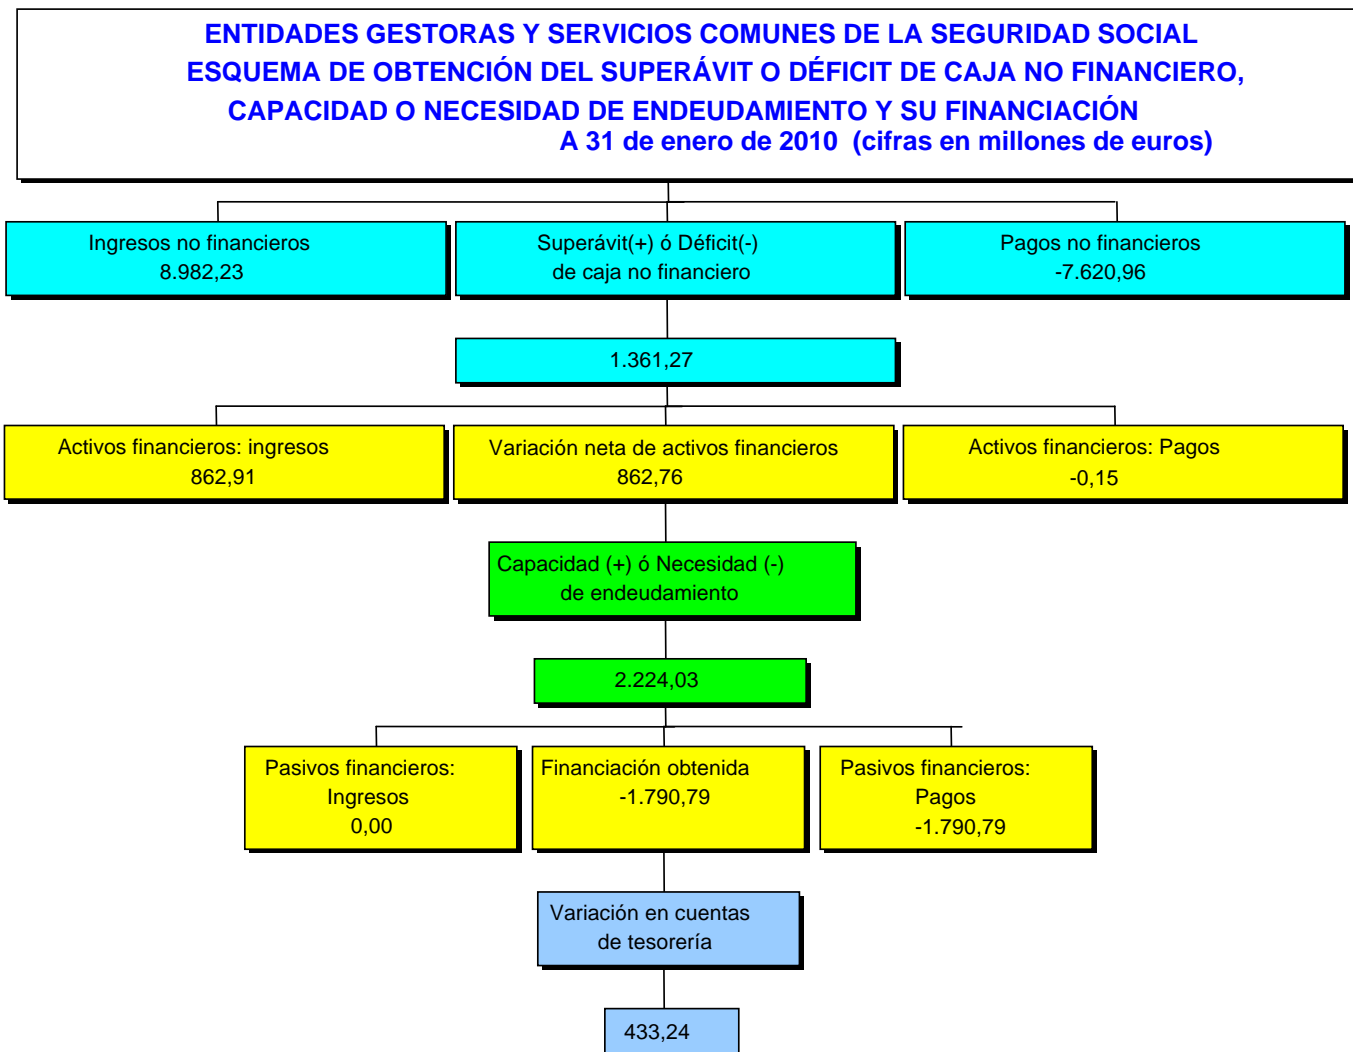 ENTIDADES GESTORAS Y SERVICIOS COMUNES DE LA SEGURIDAD SOCIAL
ESQUEMA DE OBTENCIÓN DEL SUPERÁVIT O DÉFICIT DE CAJA NO FINANCIERO,
CAPACIDAD O NECESIDAD DE ENDEUDAMIENTO Y SU FINANCIACIÓN
A 31 de enero de 2010 (cifras en millones de euros)
Ingresos no financieros
8.982,23
Superávit(+) ó Déficit(-)
de caja no financiero
Pagos no financieros
-7.620,96
1.361,27
Activos financieros: ingresos
862,91
Variación neta de activos financieros
862,76
Activos financieros: Pagos
-0,15
Capacidad (+) ó Necesidad (-)
de endeudamiento
2.224,03
Pasivos financieros:
Ingresos
0,00
Financiación obtenida
-1.790,79
Pasivos financieros:
Pagos
-1.790,79
Variación en cuentas
de tesorería
433,24